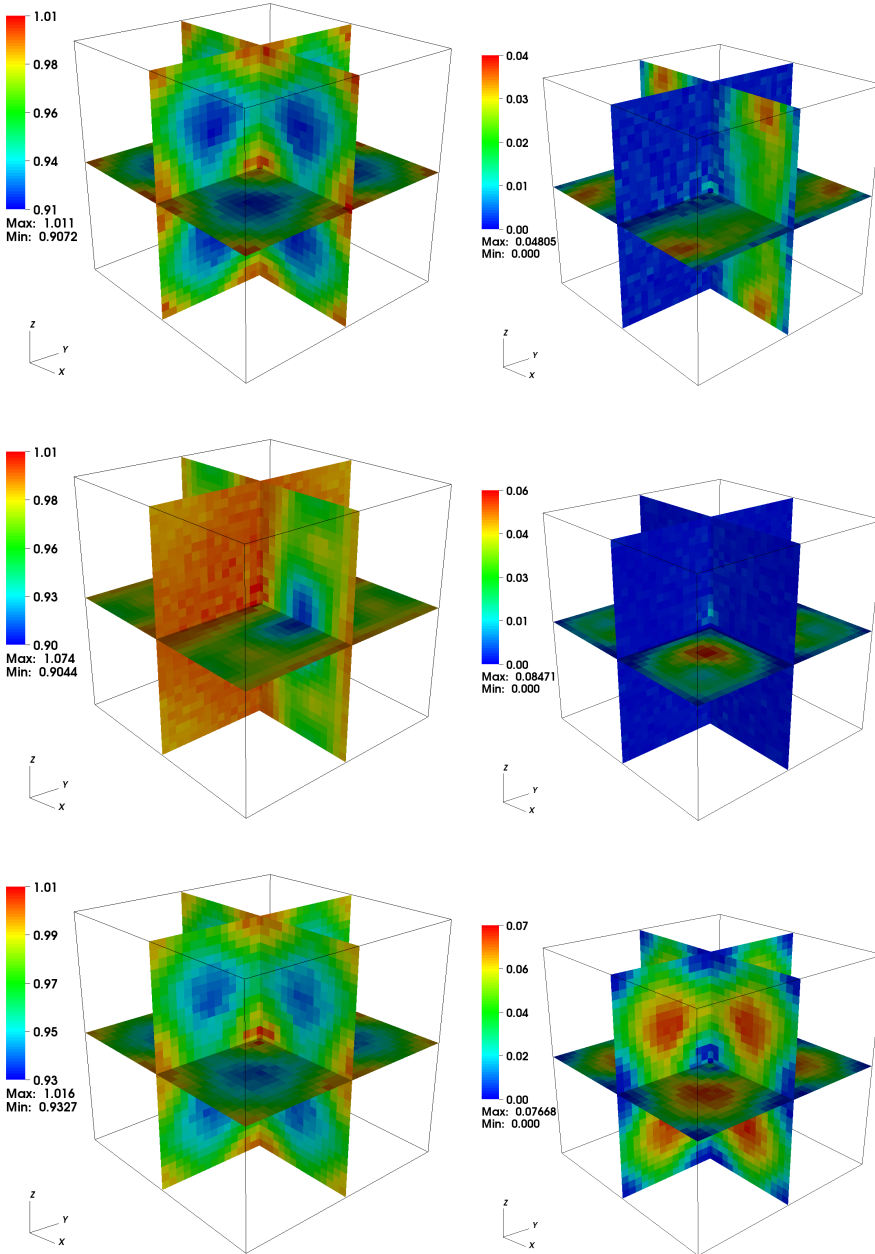 1.01
0.98
0.96
0.94
0.91
Max: 1.011
Min: 0.9072
Z
Y
X
0.04
0.03
0.02
0.01
0.00
Max: 0.04805
Min: 0.000
Z
Y
X
1.01
0.98
0.96
0.93
0.90
Max: 1.074
Min: 0.9044
Z
Y
X
0.06
0.04
0.03
0.01
0.00
Max: 0.08471
Min: 0.000
Z
Y
X
1.01
0.99
0.97
0.95
0.93
Max: 1.016
Min: 0.9327
Z
Y
X
0.07
0.05
0.04
0.02
0.00
Max: 0.07668
Min: 0.000
Z
Y
X